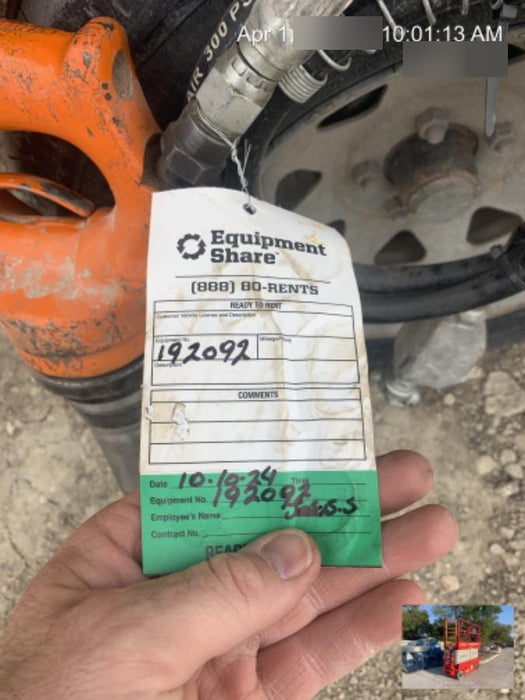 Apr 1
10:01:13 AM
AIR 300 PS
Equipment
Share
(888) 80-RENTS
READY TO RENT
Customer Vehicle License and Description
Equipment No.
192092
Description
COMMENTS
Date 10-10-24 Time
Equipment No. 192092
Employee's Name
Contract No.
READ